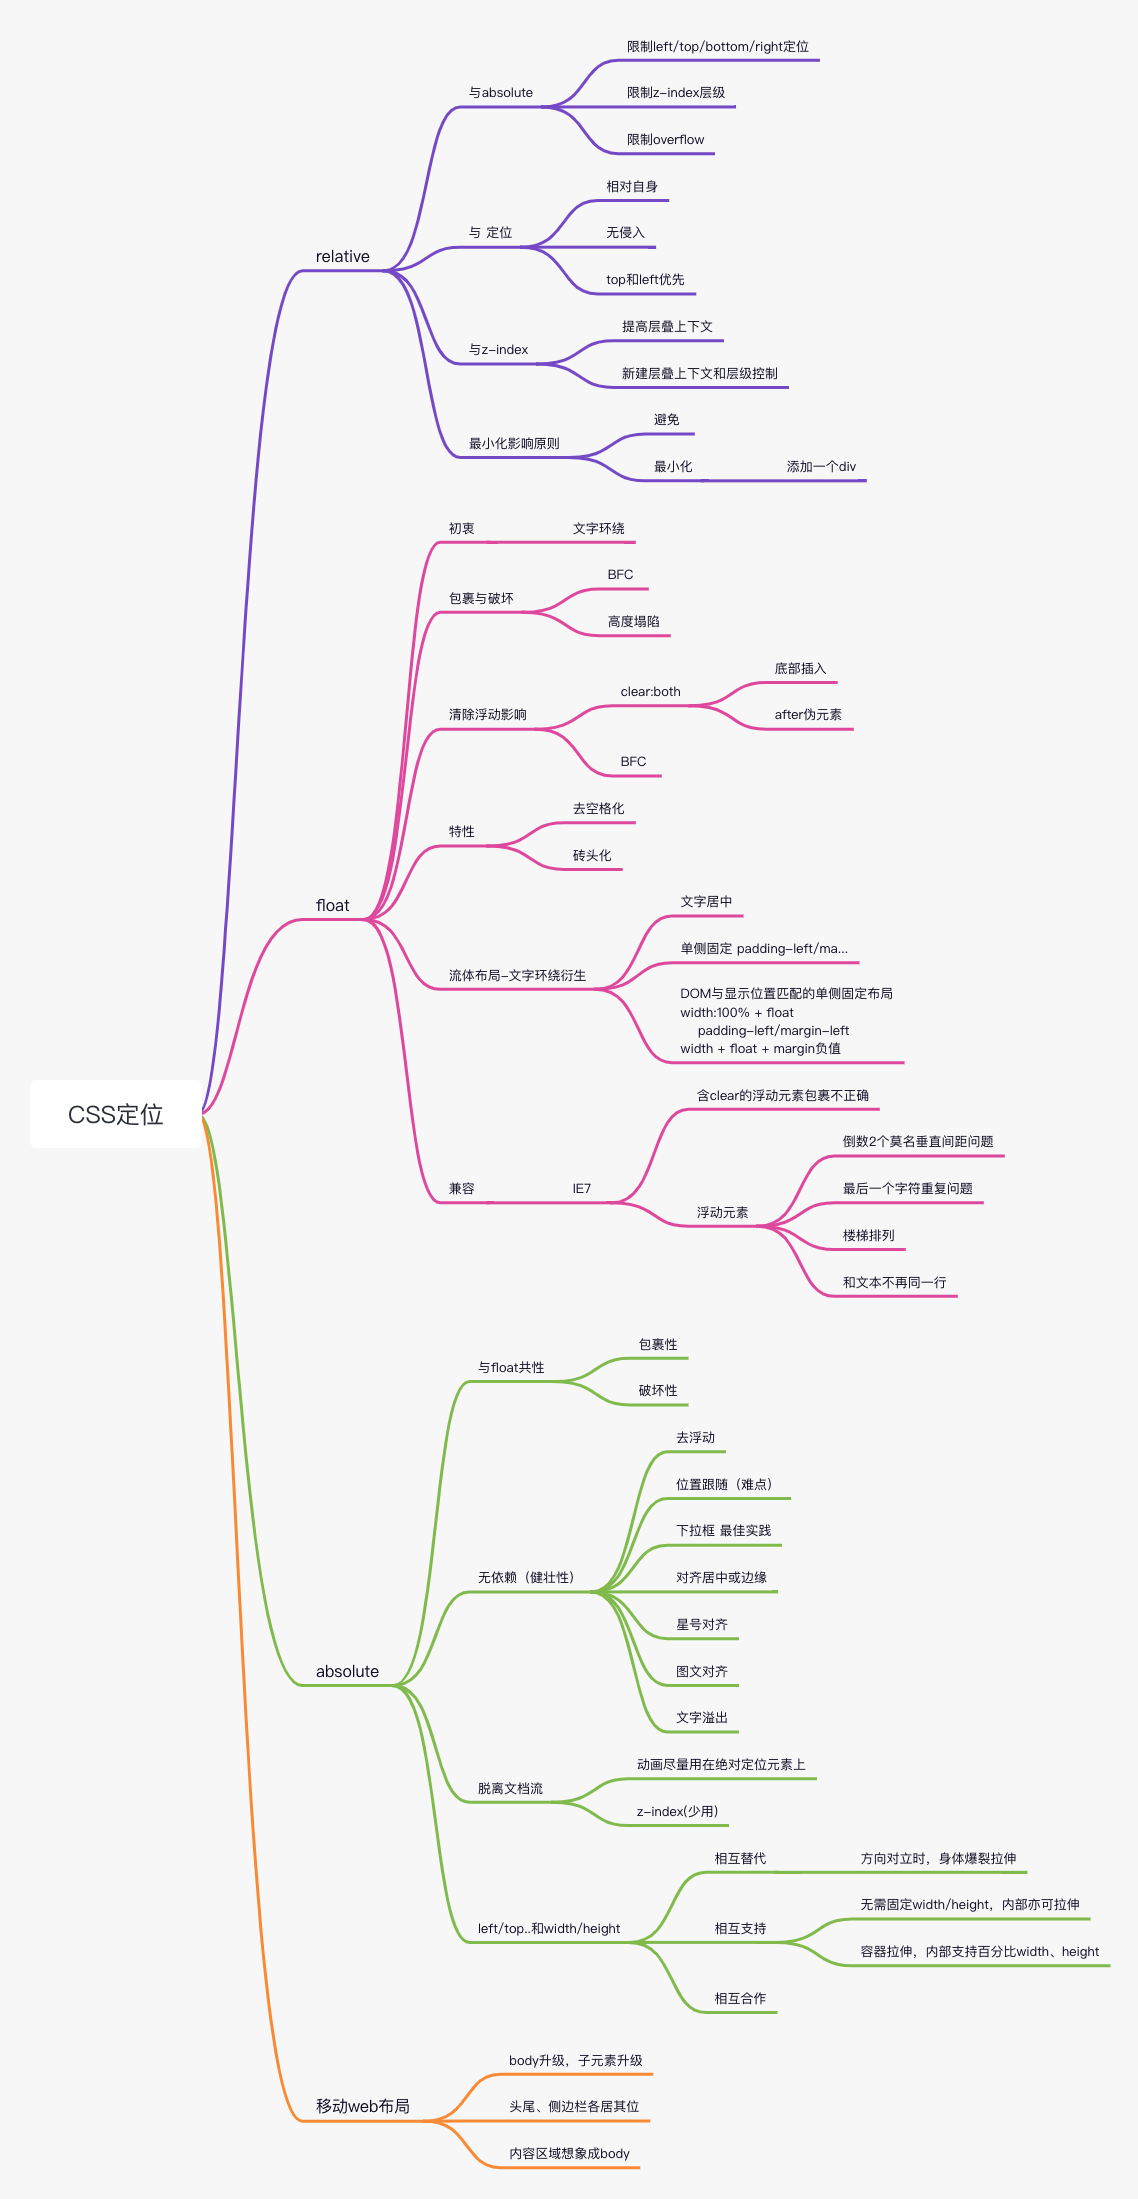 CSS定位
relative
与absolute
限制left/top/bottom/right定位
限制z-index层级
限制overflow
与 定位
相对自身
无侵入
top和left优先
与z-index
提高层叠上下文
新建层叠上下文和层级控制
最小化影响原则
避免
最小化
添加一个div
float
初衷
文字环绕
包裹与破坏
BFC
高度塌陷
清除浮动影响
clear:both
底部插入
after伪元素
BFC
特性
去空格化
砖头化
流体布局-文字环绕衍生
文字居中
单侧固定 padding-left/ma...
DOM与显示位置匹配的单侧固定布局
width:100% + float
padding-left/margin-left
width + float + margin负值
兼容
IE7
含clear的浮动元素包裹不正确
浮动元素
倒数2个莫名垂直间距问题
最后一个字符重复问题
楼梯排列
和文本不再同一行
absolute
与float共性
包裹性
破坏性
无依赖（健壮性）
去浮动
位置跟随（难点）
下拉框 最佳实践
对齐居中或边缘
星号对齐
图文对齐
文字溢出
脱离文档流
动画尽量用在绝对定位元素上
z-index(少用)
left/top..和width/height
相互替代
方向对立时，身体爆裂拉伸
相互支持
无需固定width/height，内部亦可拉伸
容器拉伸，内部支持百分比width、height
相互合作
移动web布局
body升级，子元素升级
头尾、侧边栏各居其位
内容区域想象成body